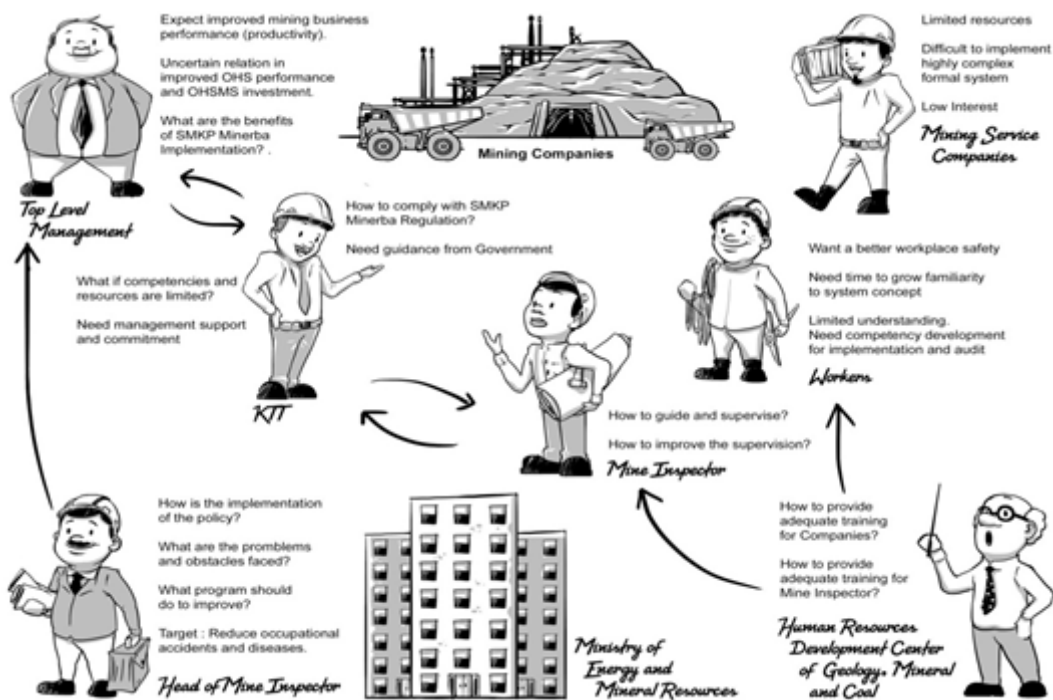 Expect improved mining business
performance (productivity).
Uncertain relation in
improved OHS performance
and OHSMS investment.
What are the benefits
of SMKP Minerba
Implementation? .
Top Level
Management
Mining Companies
Limited resources
Difficult to implement
highly complex
formal system
Low Interest
Mining Service
Companies
How to comply with SMKP
Minerba Regulation?
Need guidance from Government
What if competencies and
resources are limited?
Need management support
and commitment
KTT
Want a better workplace safety
Need time to grow familiarity
to system concept
Limited understanding.
Need competency development
for implementation and audit
Workers
How to guide and supervise?
How to improve the supervision?
Mine Inspector
How is the implementation
of the policy?
What are the promblems
and obstacles faced?
What program should
do to improve?
Target : Reduce occupational
accidents and diseases.
Head of Mine Inspector
Ministry of
Energy and
Mineral Resources
How to provide
adequate training
for Companies?
How to provide
adequate training for
Mine Inspector?
Human Resources
Development Center
of Geology, Mineral
and Coal